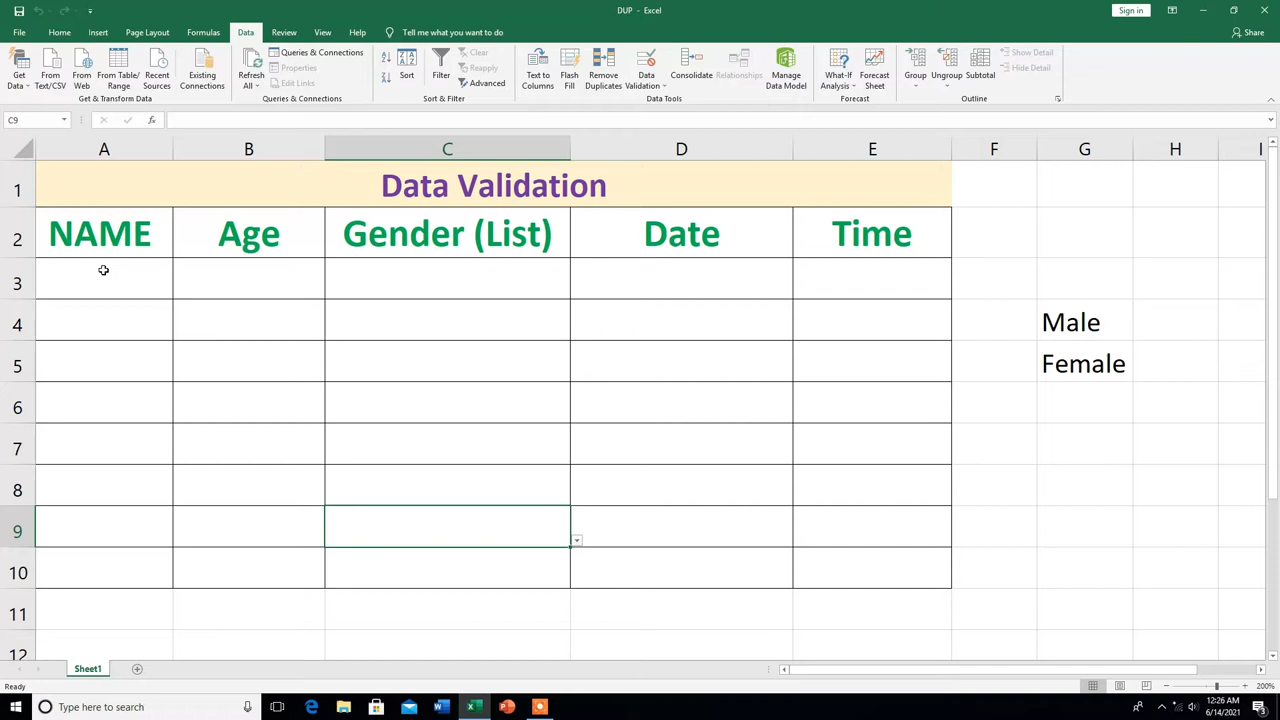 DUP - Excel
Sign in
File Home Insert Page Layout Formulas Data Review View Help Tell me what you want to do Share
Get Data
From Text/CSV
From Web
From Table/ Range
Recent Sources
Existing Connections
Get & Transform Data
Refresh All
Queries & Connections
Properties
Edit Links
Queries & Connections
Sort
Filter
Clear
Reapply
Advanced
Sort & Filter
Text to Columns
Flash Fill
Remove Duplicates
Data Validation
Consolidate
Relationships
Manage Data Model
Data Tools
What-If Analysis
Forecast Sheet
Forecast
Group
Ungroup
Subtotal
Show Detail
Hide Detail
Outline
C9
fx
A B C D E F G H I
1 Data Validation
2 NAME Age Gender (List) Date Time
3
4 Male
5 Female
6
7
8
9
10
11
12
Sheet1
Ready
200%
Type here to search
12:26 AM
6/14/2021
3